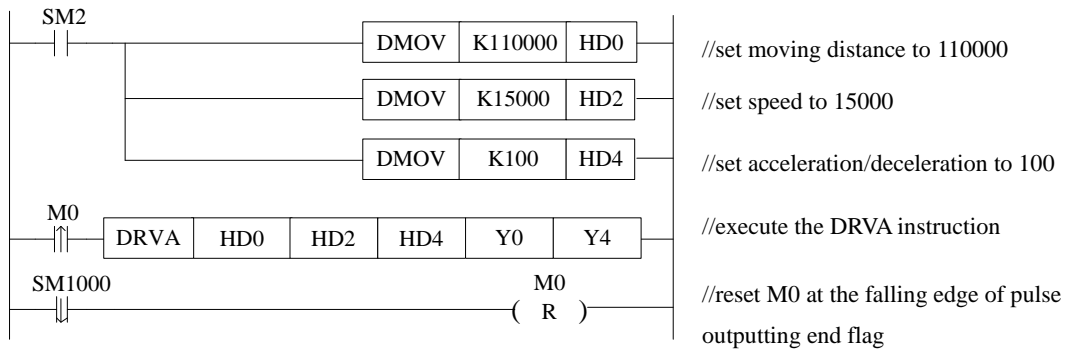 SM2
DMOV K110000 HD0 //set moving distance to 110000
DMOV K15000 HD2 //set speed to 15000
DMOV K100 HD4 //set acceleration/deceleration to 100
M0
DRVA HD0 HD2 HD4 Y0 Y4 //execute the DRVA instruction
SM1000 M0
( R ) //reset M0 at the falling edge of pulse
outputting end flag